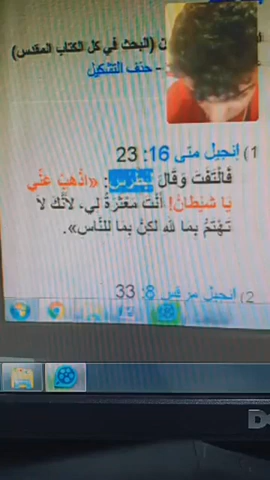 (البحث في كل الكتاب المقدس)
- حذف التشكيل
1) إنجيل متى 16: 23
فَالْتَفَتَ وَقَالَ لِبُطْرُسَ: «اذْهَبْ عَنِّي
يَا شَيْطَانُ! أَنْتَ مَعْثَرَةٌ لِي، لأَنَّكَ لاَ
تَهْتَمُّ بِمَا ِللهِ لكِنْ بِمَا لِلنَّاسِ».
2) إنجيل مرقس 8: 33